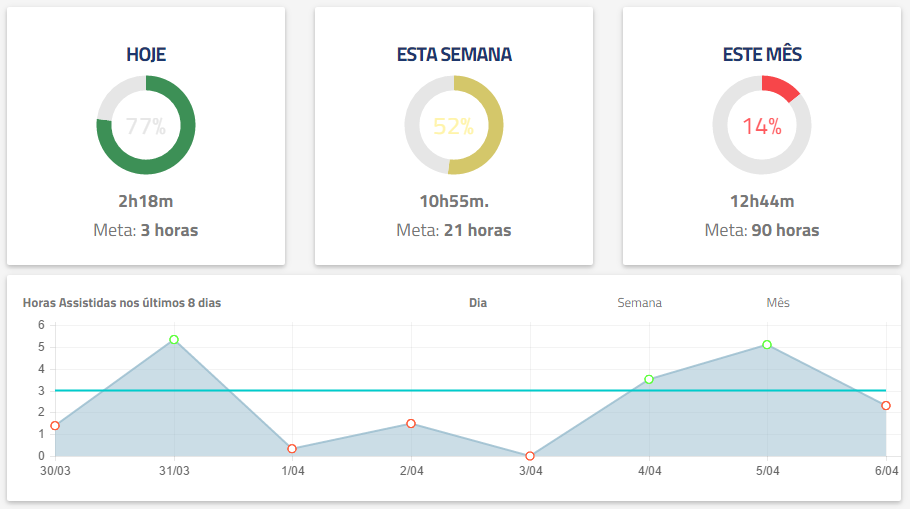 HOJE
77%
2h18m
Meta: 3 horas
ESTA SEMANA
52%
10h55m.
Meta: 21 horas
ESTE MÊS
14%
12h44m
Meta: 90 horas
Horas Assistidas nos últimos 8 dias
Dia
Semana
Mês
6
5
4
3
2
1
0
30/03
31/03
1/04
2/04
3/04
4/04
5/04
6/04